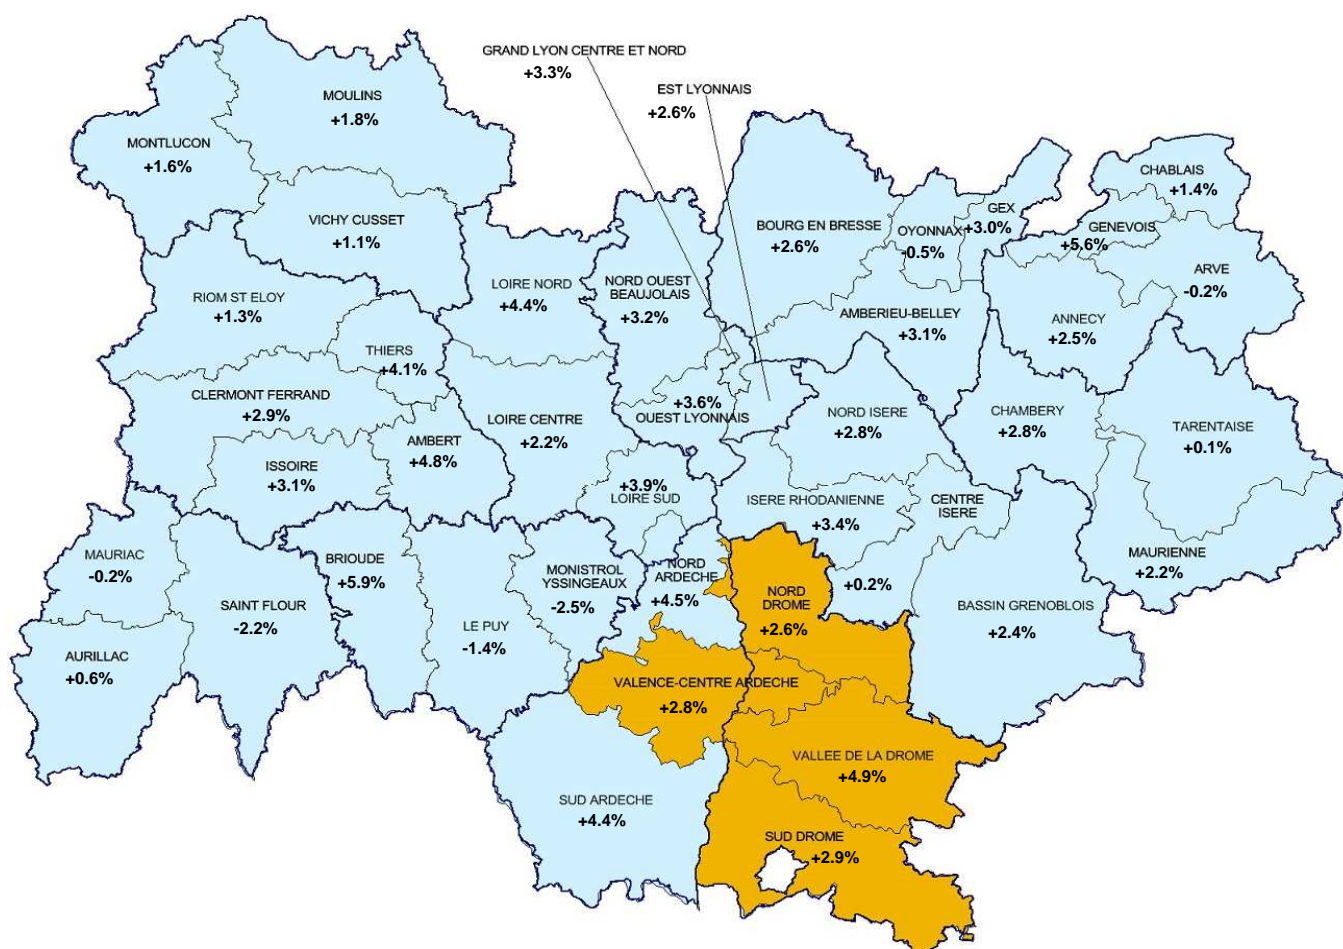 GRAND LYON CENTRE ET NORD
+3.3%
EST LYONNAIS
+2.6%
MOULINS
+1.8%
MONTLUCON
+1.6%
VICHY CUSSET
+1.1%
CHABLAIS
+1.4%
BOURG EN BRESSE
+2.6%
OYONNAX
-0.5%
GEX
+3.0%
GENEVOIS
+5.6%
ARVE
-0.2%
RIOM ST ELOY
+1.3%
LOIRE NORD
+4.4%
NORD OUEST
BEAUJOLAIS
+3.2%
AMBERIEU-BELLEY
+3.1%
ANNECY
+2.5%
THIERS
+4.1%
CLERMONT FERRAND
+2.9%
+3.6%
OUEST LYONNAIS
LOIRE CENTRE
+2.2%
NORD ISERE
+2.8%
CHAMBERY
+2.8%
TARENTAISE
+0.1%
AMBERT
+4.8%
ISSOIRE
+3.1%
+3.9%
LOIRE SUD
ISERE RHODANIENNE
+3.4%
CENTRE
ISERE
+0.2%
MAURIAC
-0.2%
BRIOUDE
+5.9%
MONISTROL
YSSINGEAUX
-2.5%
NORD
ARDECHE
+4.5%
NORD
DROME
+2.6%
MAURIENNE
+2.2%
SAINT FLOUR
-2.2%
LE PUY
-1.4%
BASSIN GRENOBLOIS
+2.4%
AURILLAC
+0.6%
VALENCE-CENTRE ARDECHE
+2.8%
VALLEE DE LA DROME
+4.9%
SUD ARDECHE
+4.4%
SUD DROME
+2.9%